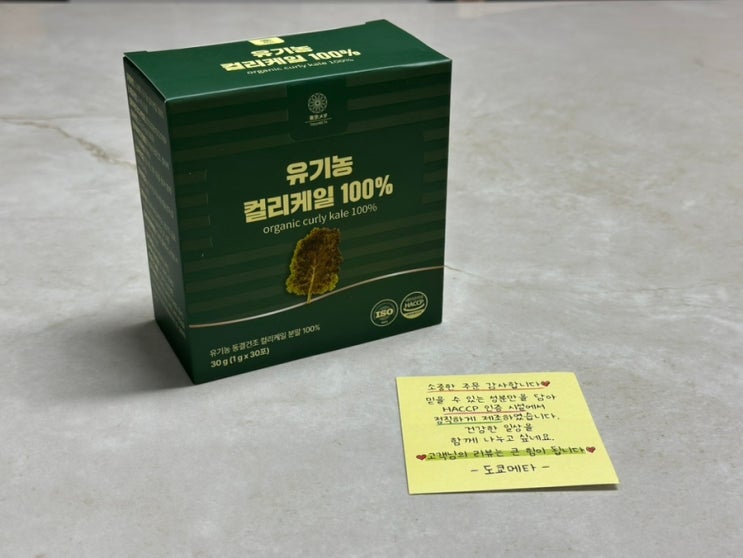 유기농
컬리케일 100%
organic curly kale 100%
유기농
컬리케일 100%
organic curly kale 100%
ISO
HACCP
유기농 동결건조 컬리케일 분말 100%
30 g (1 g x 30포)
소중한 주문 감사합니다♥
믿을 수 있는 성분만을 담아
HACCP 인증 시설에서
정직하게 제조하였습니다.
건강한 일상을
함께 나누고 싶네요.
♥고객님의 리뷰는 큰 힘이 됩니다♥
- 도쿄메타 -